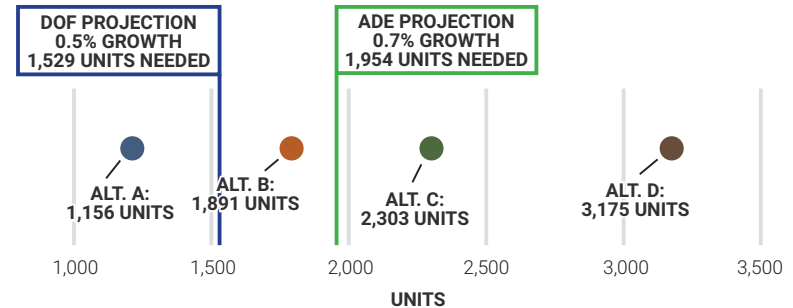 DOF PROJECTION
0.5% GROWTH
1,529 UNITS NEEDED
ADE PROJECTION
0.7% GROWTH
1,954 UNITS NEEDED
ALT. A:
1,156 UNITS
ALT. B:
1,891 UNITS
ALT. C:
2,303 UNITS
ALT. D:
3,175 UNITS
1,000
1,500
2,000
2,500
3,000
3,500
UNITS